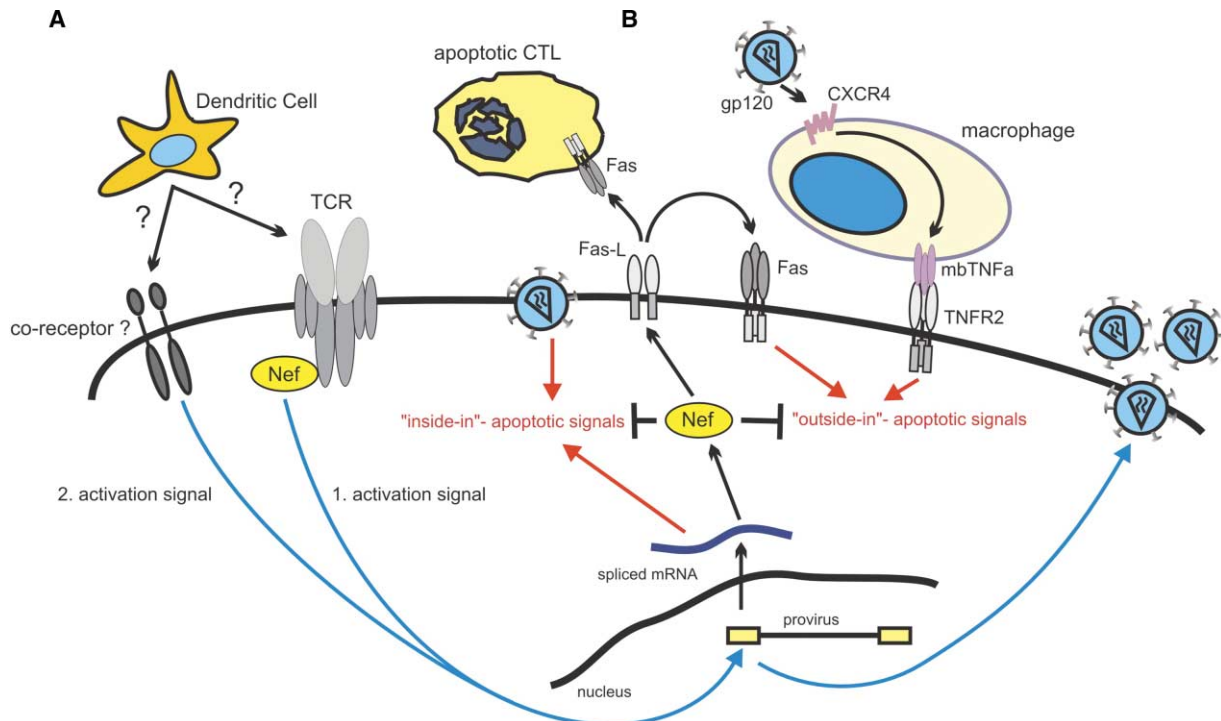 A
B
apoptotic CTL
Dendritic Cell
gp120
CXCR4
macrophage
Fas
?
?
TCR
Fas-L
Fas
mbTNFa
TNFR2
co-receptor ?
Nef
"inside-in"- apoptotic signals
Nef
"outside-in"- apoptotic signals
2. activation signal
1. activation signal
spliced mRNA
provirus
nucleus